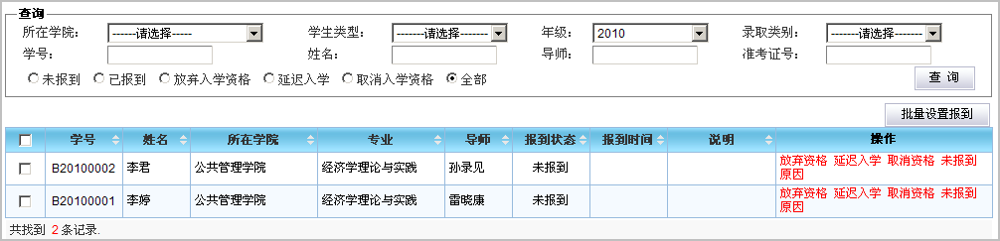 查询
所在学院: ------请选择----- 学生类型: -------请选择------- 年级: 2010 录取类别: -------请选择-------
学号: 姓名: 导师: 准考证号:
未报到 已报到 放弃入学资格 延迟入学 取消入学资格 全部 查 询
批量设置报到
学号 姓名 所在学院 专业 导师 报到状态 报到时间 说明 操作
B20100002 李君 公共管理学院 经济学理论与实践 孙录见 未报到 放弃资格 延迟入学 取消资格 未报到
原因
B20100001 李婷 公共管理学院 经济学理论与实践 雷晓康 未报到 放弃资格 延迟入学 取消资格 未报到
原因
共找到 2 条记录.